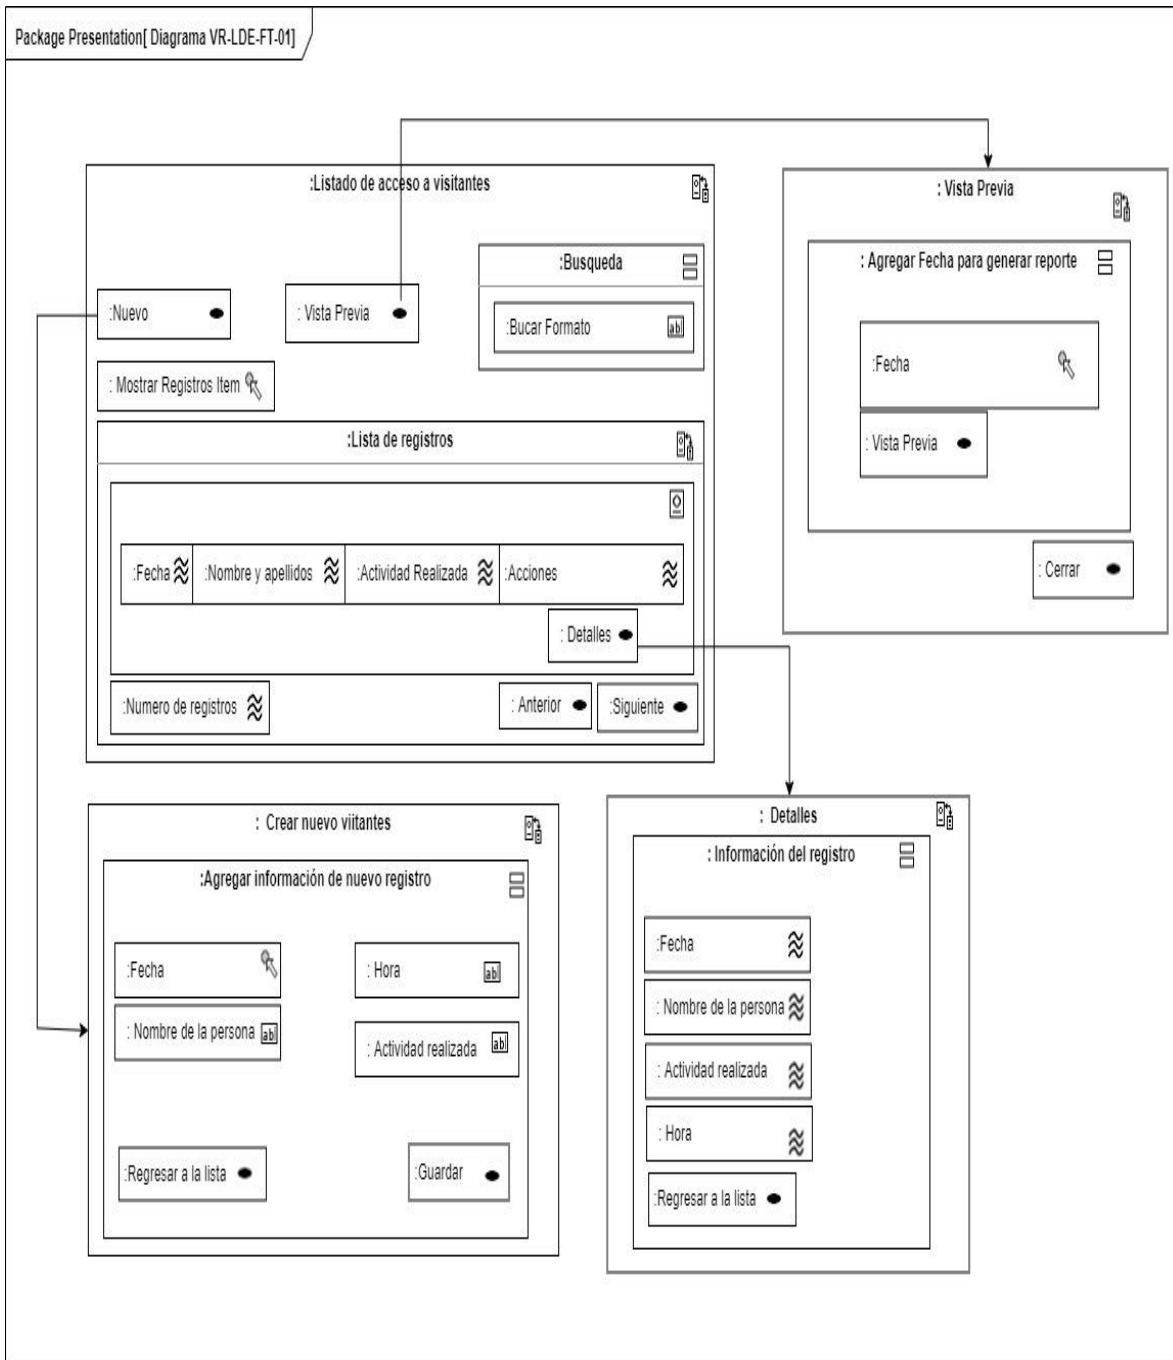 Package Presentation[ Diagrama VR-LDE-FT-01]
:Listado de acceso a visitantes
:Nuevo
: Vista Previa
:Busqueda
:Bucar Formato
ab
: Mostrar Registros Item
:Lista de registros
:Fecha
:Nombre y apellidos
:Actividad Realizada
:Acciones
: Detalles
:Numero de registros
: Anterior
:Siguiente
: Vista Previa
: Agregar Fecha para generar reporte
:Fecha
: Vista Previa
: Cerrar
: Crear nuevo viitantes
:Agregar información de nuevo registro
:Fecha
: Hora
ab
: Nombre de la persona
ab
: Actividad realizada
ab
:Regresar a la lista
:Guardar
: Detalles
: Información del registro
:Fecha
: Nombre de la persona
: Actividad realizada
: Hora
:Regresar a la lista